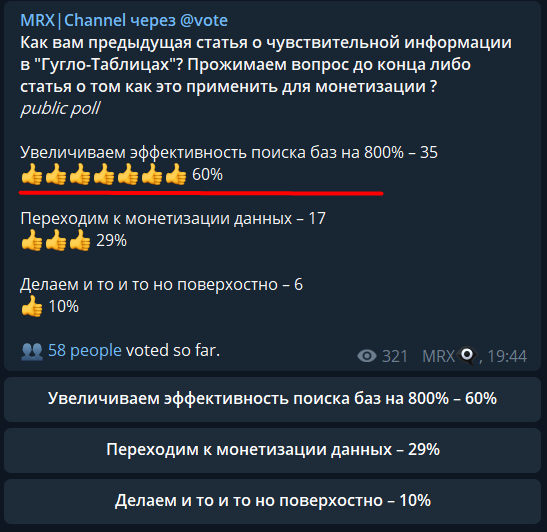 MRX|Channel через @vote
Как вам предыдущая статья о чувствительной информации
в "Гугло-Таблицах"? Прожимаем вопрос до конца либо
статья о том как это применить для монетизации ?
public poll
Увеличиваем эффективность поиска баз на 800% – 35
👍👍👍👍👍👍👍 60%
Переходим к монетизации данных – 17
👍👍👍 29%
Делаем и то и то но поверхостно – 6
👍 10%
👥 58 people voted so far.
321 MRX🔍, 19:44
Увеличиваем эффективность поиска баз на 800% – 60%
Переходим к монетизации данных – 29%
Делаем и то и то но поверхостно – 10%